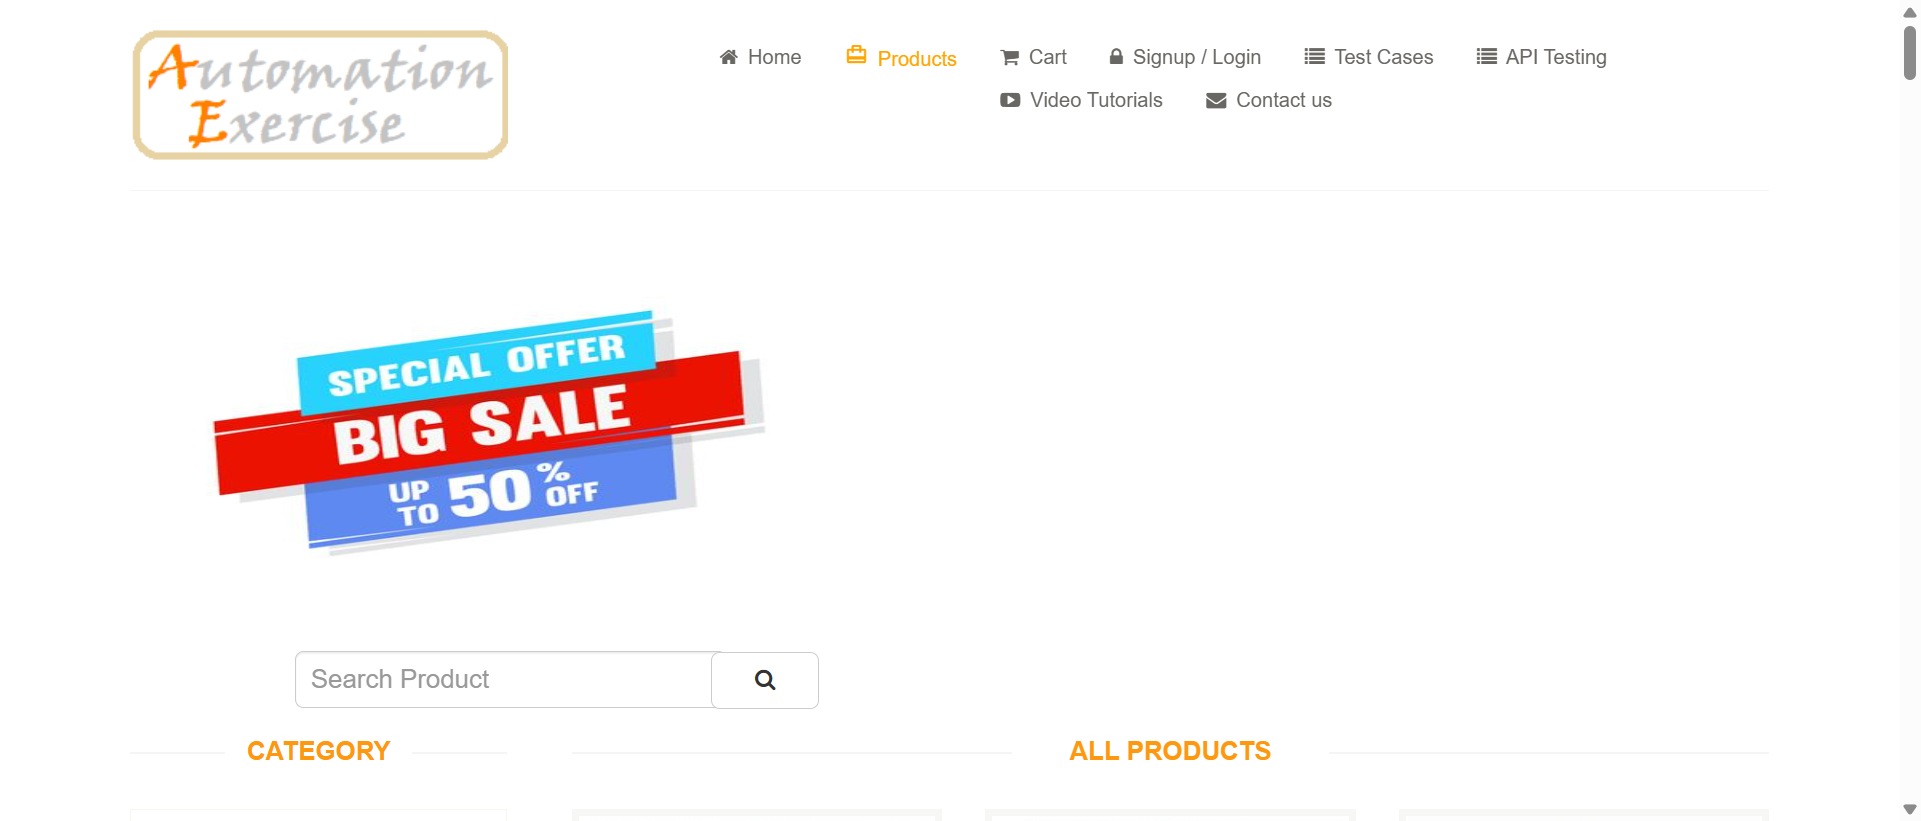 Automation
Exercise
Home Products Cart Signup / Login Test Cases API Testing
Video Tutorials Contact us
SPECIAL OFFER
BIG SALE
UP TO 50% OFF
Search Product
CATEGORY
ALL PRODUCTS